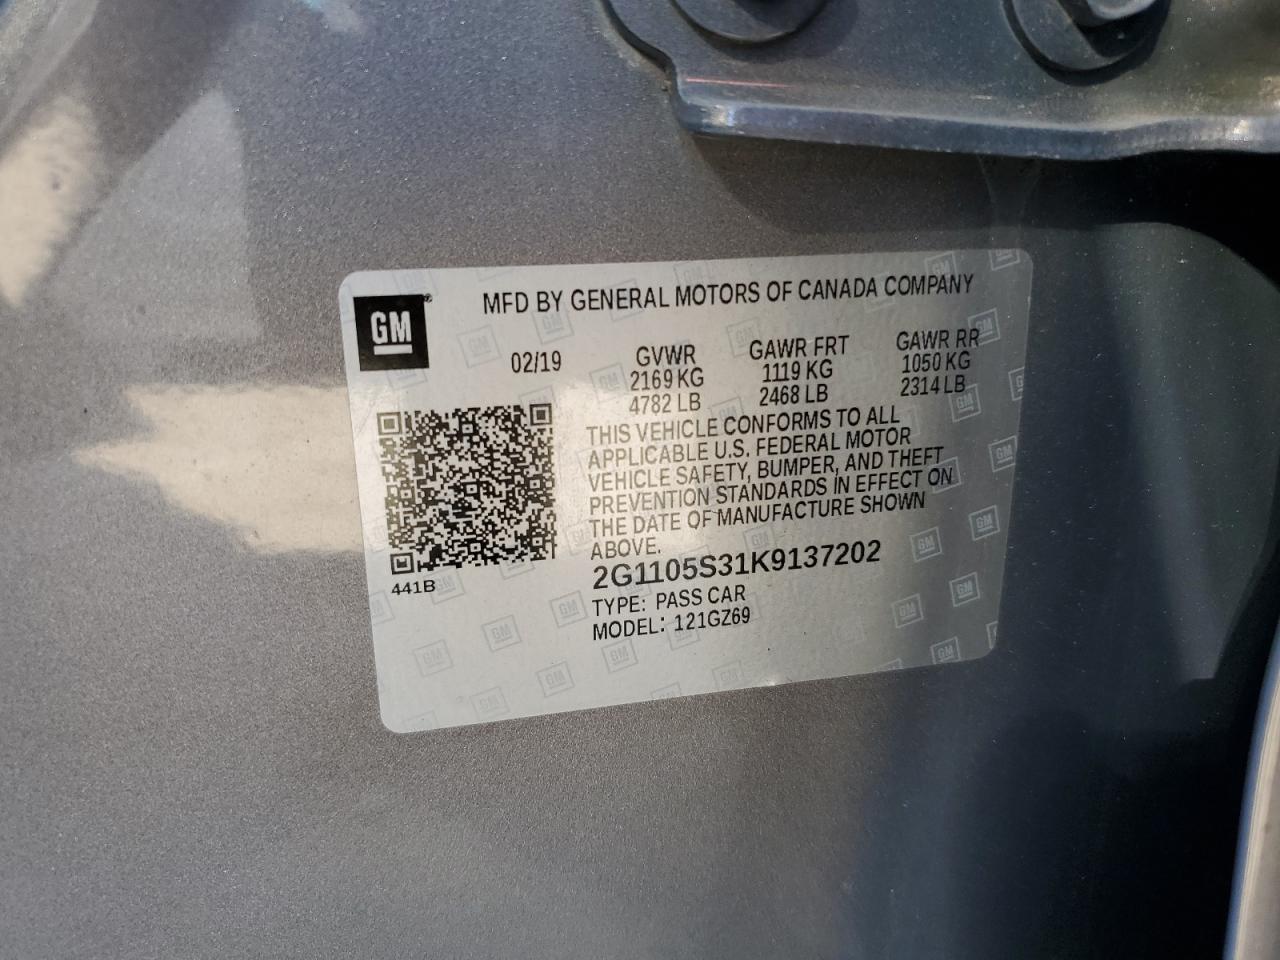 GM
MFD BY GENERAL MOTORS OF CANADA COMPANY
02/19 GVWR GAWR FRT GAWR RR
2169 KG 1119 KG 1050 KG
4782 LB 2468 LB 2314 LB
THIS VEHICLE CONFORMS TO ALL
APPLICABLE U.S. FEDERAL MOTOR
VEHICLE SAFETY, BUMPER, AND THEFT
PREVENTION STANDARDS IN EFFECT ON
THE DATE OF MANUFACTURE SHOWN
ABOVE.
441B
2G1105S31K9137202
TYPE: PASS CAR
MODEL: 121GZ69